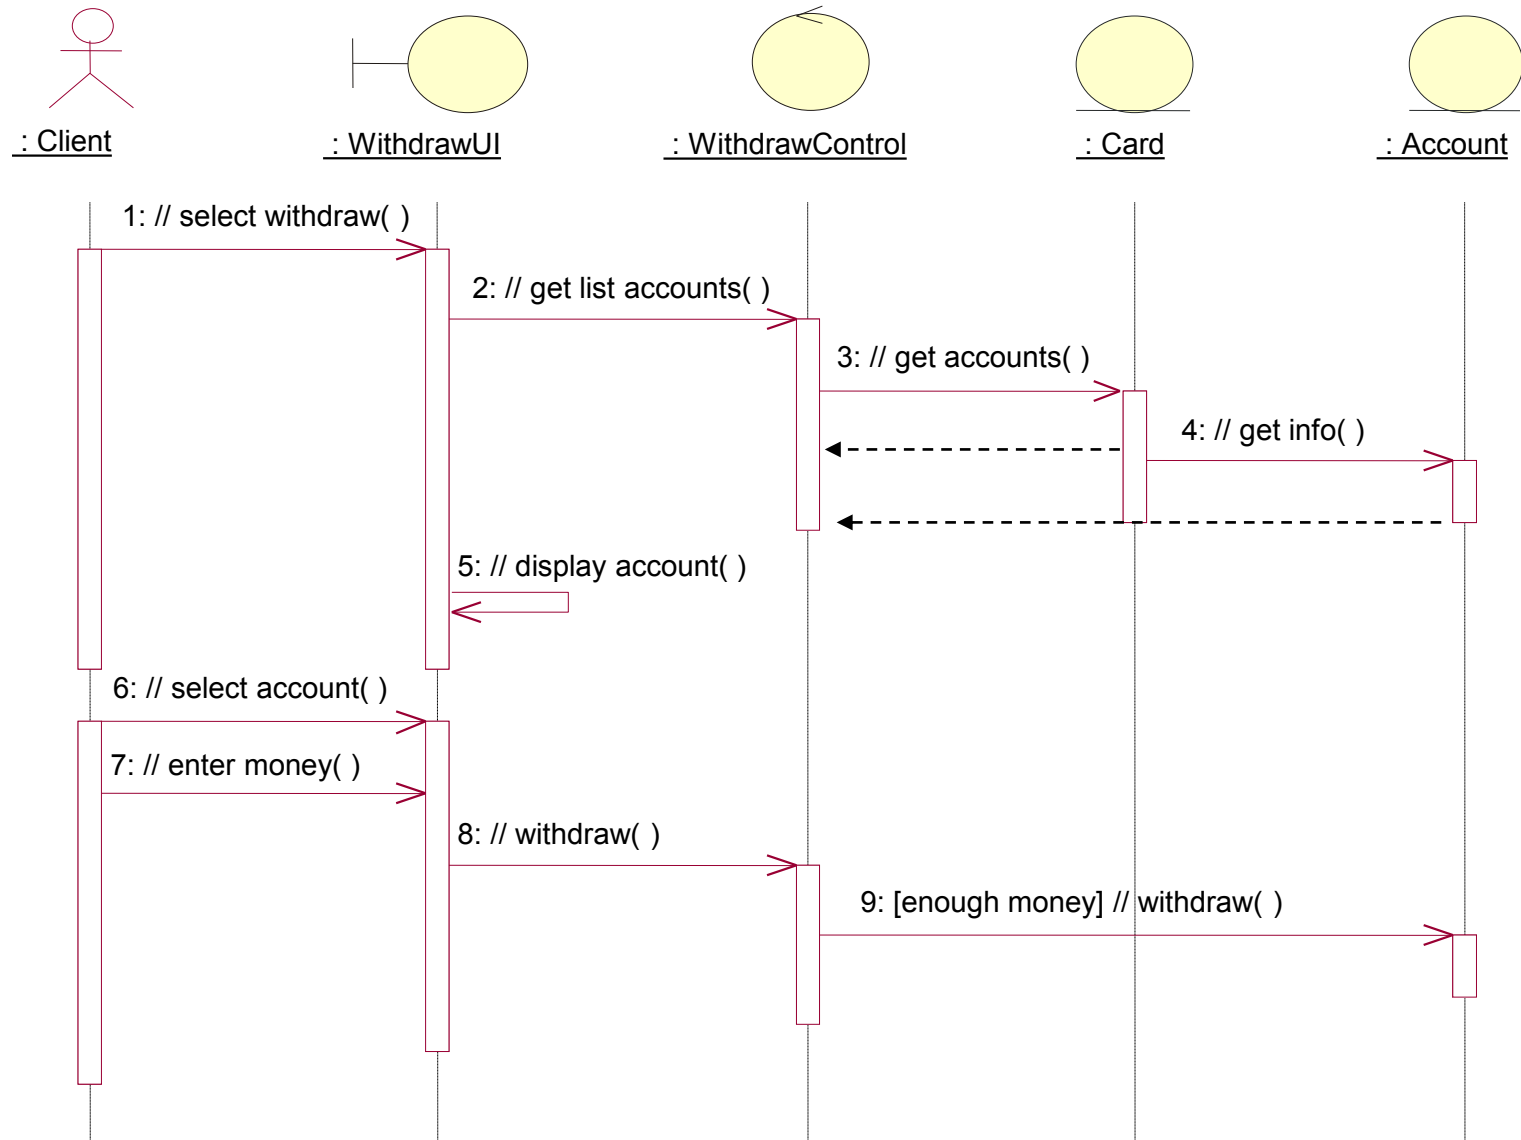 : Client
: WithdrawUI
: WithdrawControl
: Card
: Account
1: // select withdraw( )
2: // get list accounts( )
3: // get accounts( )
4: // get info( )
5: // display account( )
6: // select account( )
7: // enter money( )
8: // withdraw( )
9: [enough money] // withdraw( )